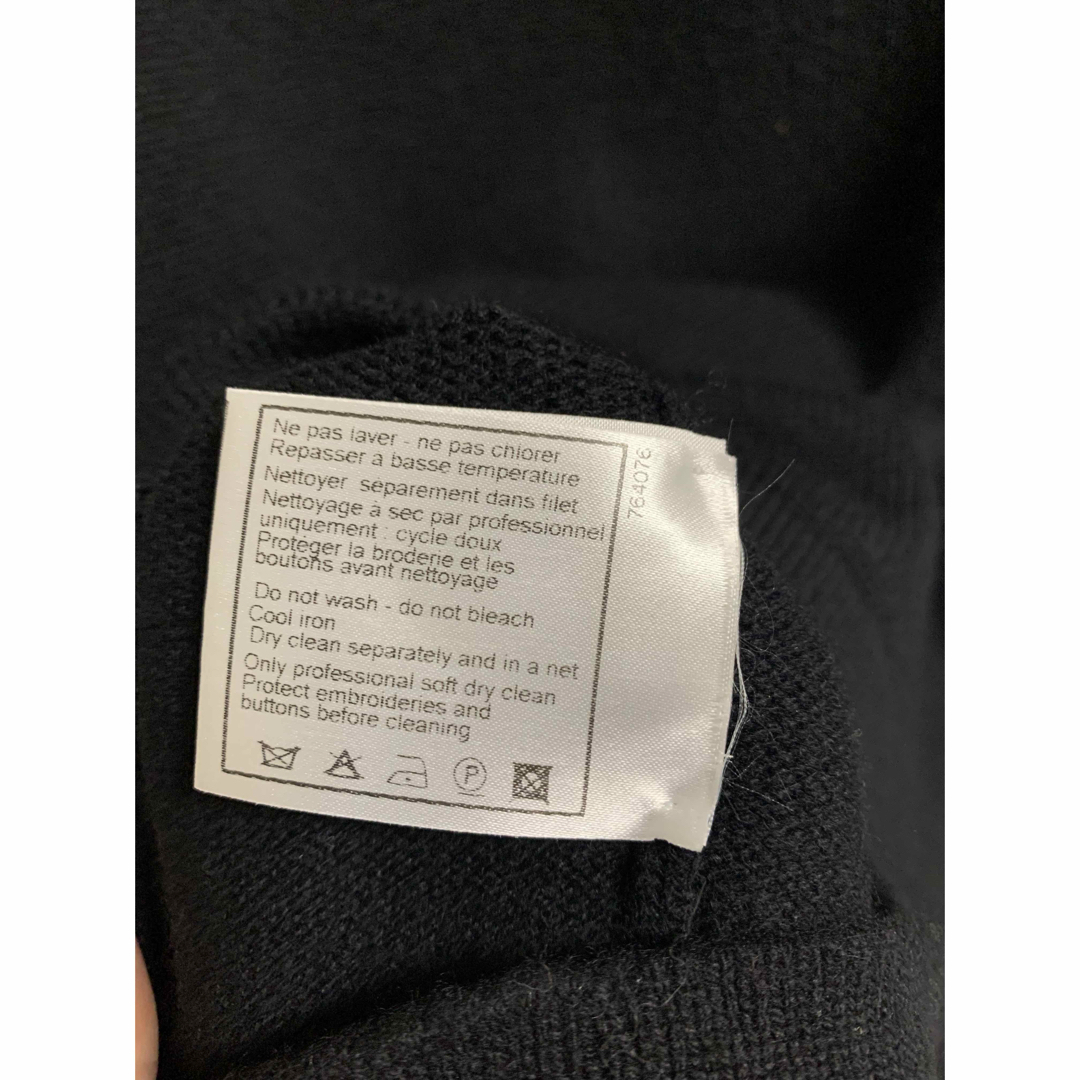 Ne pas laver - ne pas chlorer
Repasser à basse temperature
Nettoyer séparement dans filet
Nettoyage à sec par professionnel
uniquement : cycle doux
Protéger la broderie et les
boutons avant nettoyage
Do not wash - do not bleach
Cool iron
Dry clean separately and in a net
Only professional soft dry clean
Protect embroideries and
buttons before cleaning
P
764076